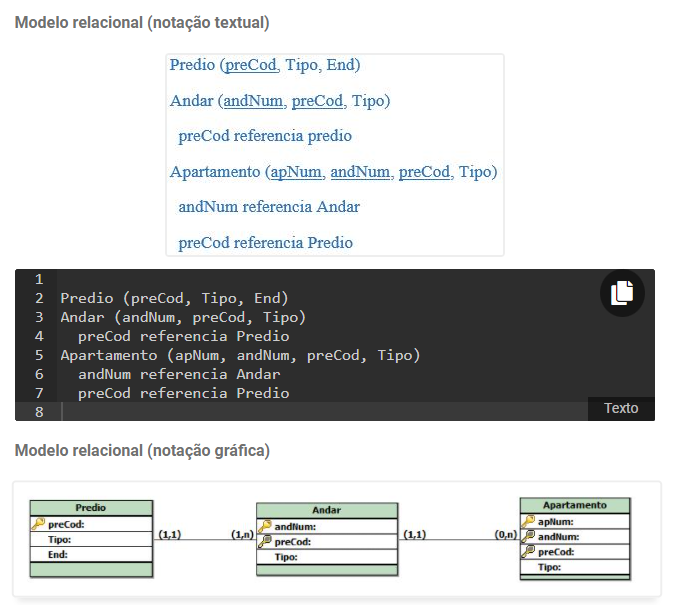 Modelo relacional (notação textual)
Predio (preCod, Tipo, End)
Andar (andNum, preCod, Tipo)
preCod referencia predio
Apartamento (apNum, andNum, preCod, Tipo)
andNum referencia Andar
preCod referencia Predio
1
2 Predio (preCod, Tipo, End)
3 Andar (andNum, preCod, Tipo)
4 preCod referencia Predio
5 Apartamento (apNum, andNum, preCod, Tipo)
6 andNum referencia Andar
7 preCod referencia Predio
8
Texto
Modelo relacional (notação gráfica)
Predio
preCod:
Tipo:
End:
(1,1)
(1,n)
Andar
andNum:
preCod:
Tipo:
(1,1)
(0,n)
Apartamento
apNum:
andNum:
preCod:
Tipo: